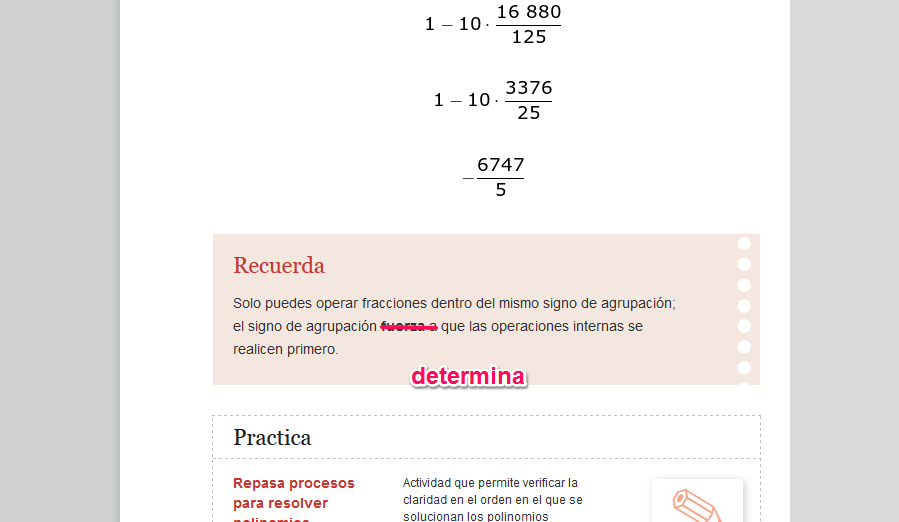 1 − 10 · 16 880/125
1 − 10 · 3376/25
− 6747/5
Recuerda
Solo puedes operar fracciones dentro del mismo signo de agrupación;
el signo de agrupación fuerza a que las operaciones internas se
realicen primero.
determina
Practica
Repasa procesos
para resolver
polinomios
Actividad que permite verificar la
claridad en el orden en el que se
solucionan los polinomios